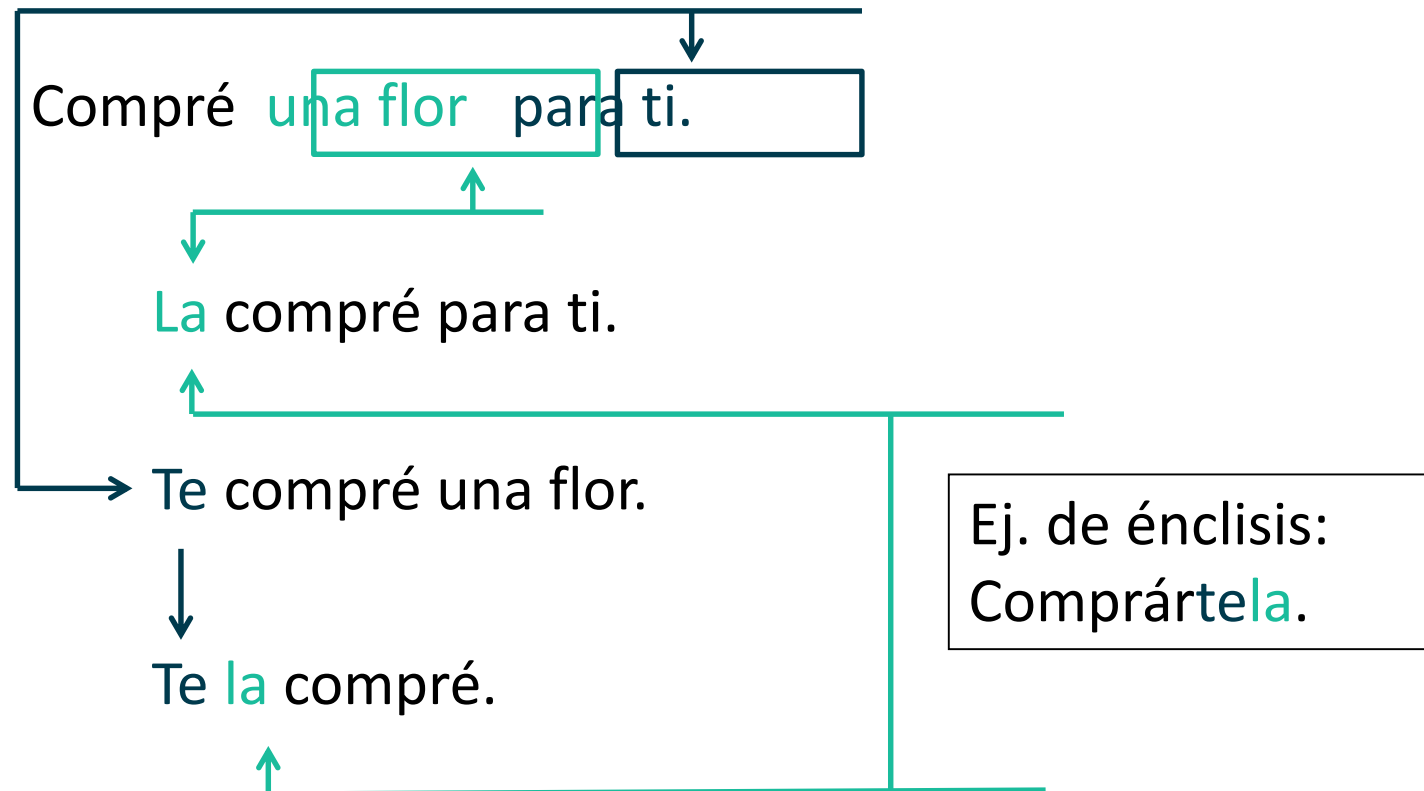 Compré una flor para ti.
La compré para ti.
Te compré una flor.
Ej. de énclisis:
Comprártela.
Te la compré.